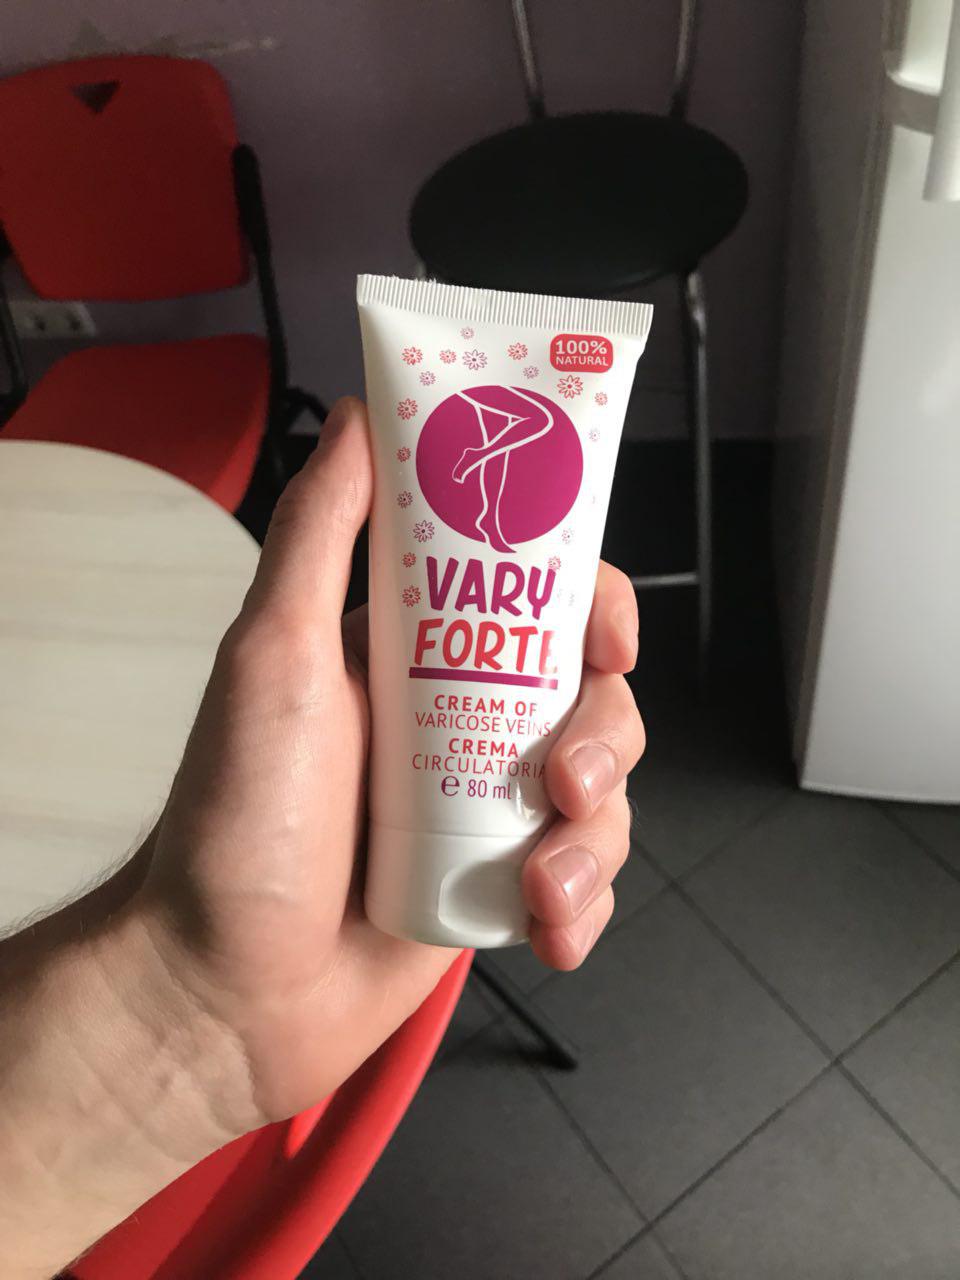 100%
NATURAL
VARY
FORTE
CREAM OF
VARICOSE VEINS
CREMA
CIRCULATORIA
℮ 80 ml